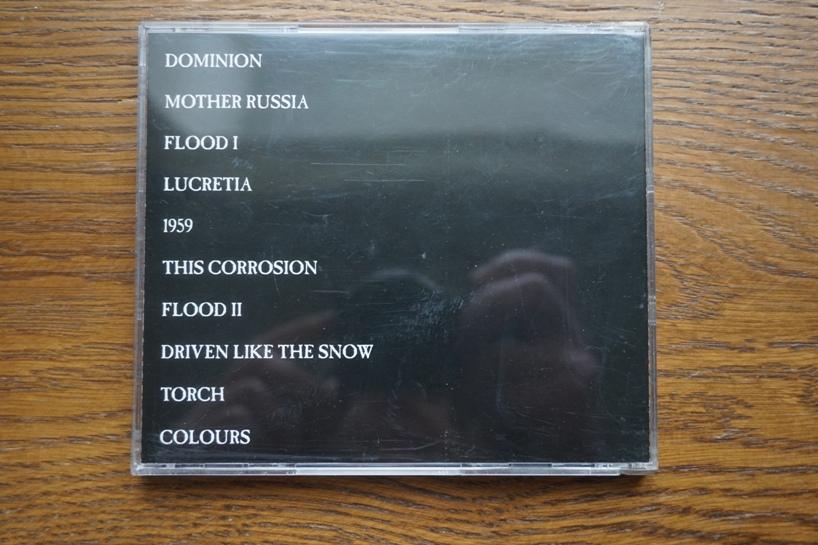 DOMINION
MOTHER RUSSIA
FLOOD I
LUCRETIA
1959
THIS CORROSION
FLOOD II
DRIVEN LIKE THE SNOW
TORCH
COLOURS